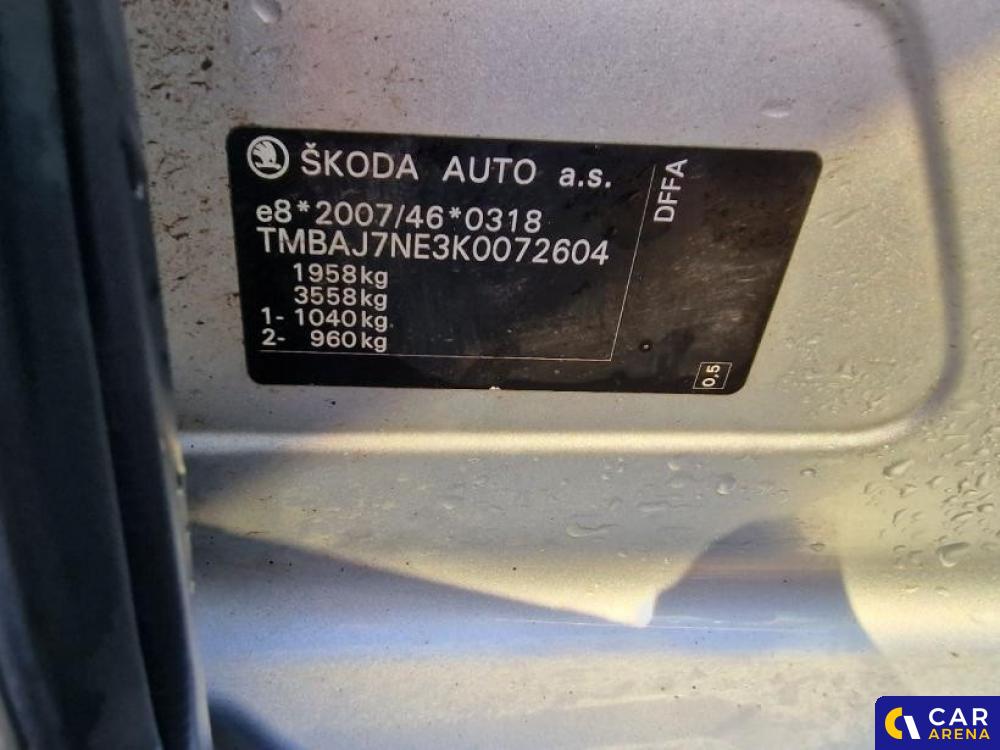 ŠKODA AUTO a.s.
e8*2007/46*0318
TMBAJ7NE3K0072604
1958kg
3558kg
1- 1040kg
2- 960kg
DFFA
0,5
CAR
ARENA